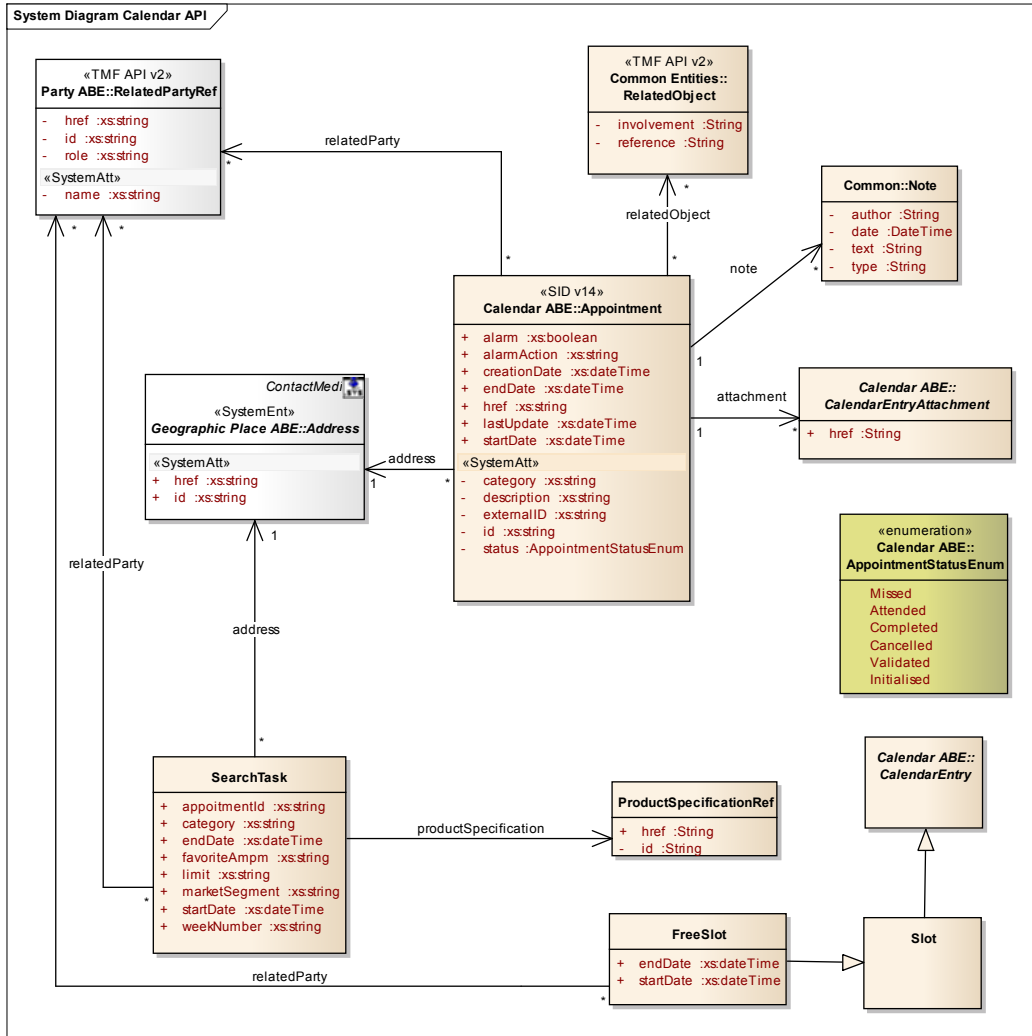 System Diagram Calendar API
«TMF API v2»
Party ABE::RelatedPartyRef
- href :xs:string
- id :xs:string
- role :xs:string
«SystemAtt»
- name :xs:string
«TMF API v2»
Common Entities::
RelatedObject
- involvement :String
- reference :String
relatedParty
*
*
*
*
*
relatedObject
*
Common::Note
- author :String
- date :DateTime
- text :String
- type :String
note
*
1
«SID v14»
Calendar ABE::Appointment
+ alarm :xs:boolean
+ alarmAction :xs:string
+ creationDate :xs:dateTime
+ endDate :xs:dateTime
+ href :xs:string
+ lastUpdate :xs:dateTime
+ startDate :xs:dateTime
«SystemAtt»
- category :xs:string
- description :xs:string
- externalID :xs:string
- id :xs:string
- status :AppointmentStatusEnum
attachment
1
*
Calendar ABE::
CalendarEntryAttachment
+ href :String
ContactMedi
«SystemEnt»
Geographic Place ABE::Address
«SystemAtt»
+ href :xs:string
+ id :xs:string
address
1
*
«enumeration»
Calendar ABE::
AppointmentStatusEnum
Missed
Attended
Completed
Cancelled
Validated
Initialised
relatedParty
1
address
*
SearchTask
+ appoitmentId :xs:string
+ category :xs:string
+ endDate :xs:dateTime
+ favoriteAmpm :xs:string
+ limit :xs:string
+ marketSegment :xs:string
+ startDate :xs:dateTime
+ weekNumber :xs:string
*
productSpecification
ProductSpecificationRef
+ href :String
- id :String
Calendar ABE::
CalendarEntry
FreeSlot
+ endDate :xs:dateTime
+ startDate :xs:dateTime
Slot
relatedParty
*